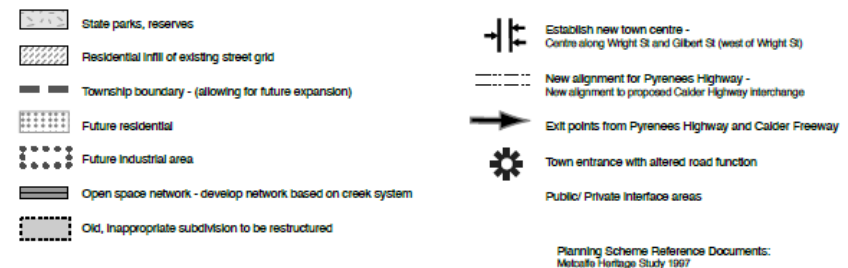 State parks, reserves
Residential infill of existing street grid
Township boundary - (allowing for future expansion)
Future residential
Future industrial area
Open space network - develop network based on creek system
Old, inappropriate subdivision to be restructured
Establish new town centre -
Centre along Wright St and Gilbert St (west of Wright St)
New alignment for Pyrenees Highway -
New alignment to proposed Calder Highway interchange
Exit points from Pyrenees Highway and Calder Freeway
Town entrance with altered road function
Public/ Private interface areas
Planning Scheme Reference Documents:
Metcalfe Heritage Study 1997